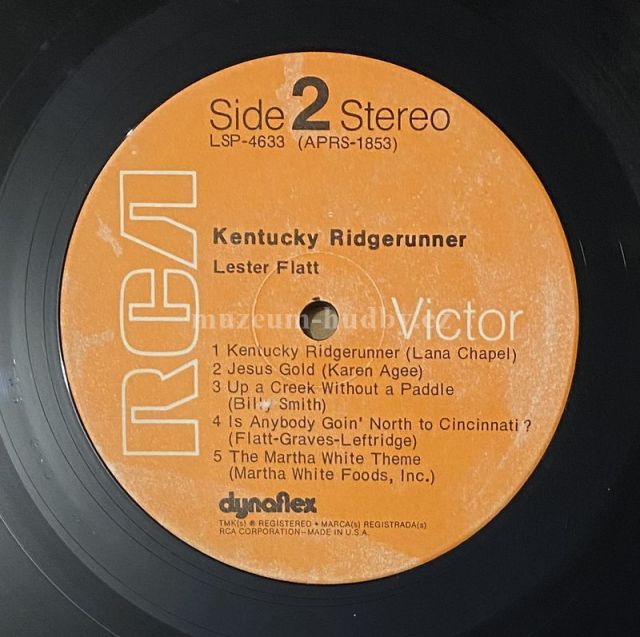 Side 2 Stereo
LSP-4633 (APRS-1853)
RCA
Kentucky Ridgerunner
Lester Flatt
muzeum-hudby.cz
Victor
1 Kentucky Ridgerunner (Lana Chapel)
2 Jesus Gold (Karen Agee)
3 Up a Creek Without a Paddle
(Billy Smith)
4 Is Anybody Goin' North to Cincinnati?
(Flatt-Graves-Leftridge)
5 The Martha White Theme
(Martha White Foods, Inc.)
dynaflex
TMK(s) ® REGISTERED • MARCA(s) REGISTRADA(s)
RCA CORPORATION—MADE IN U.S.A.